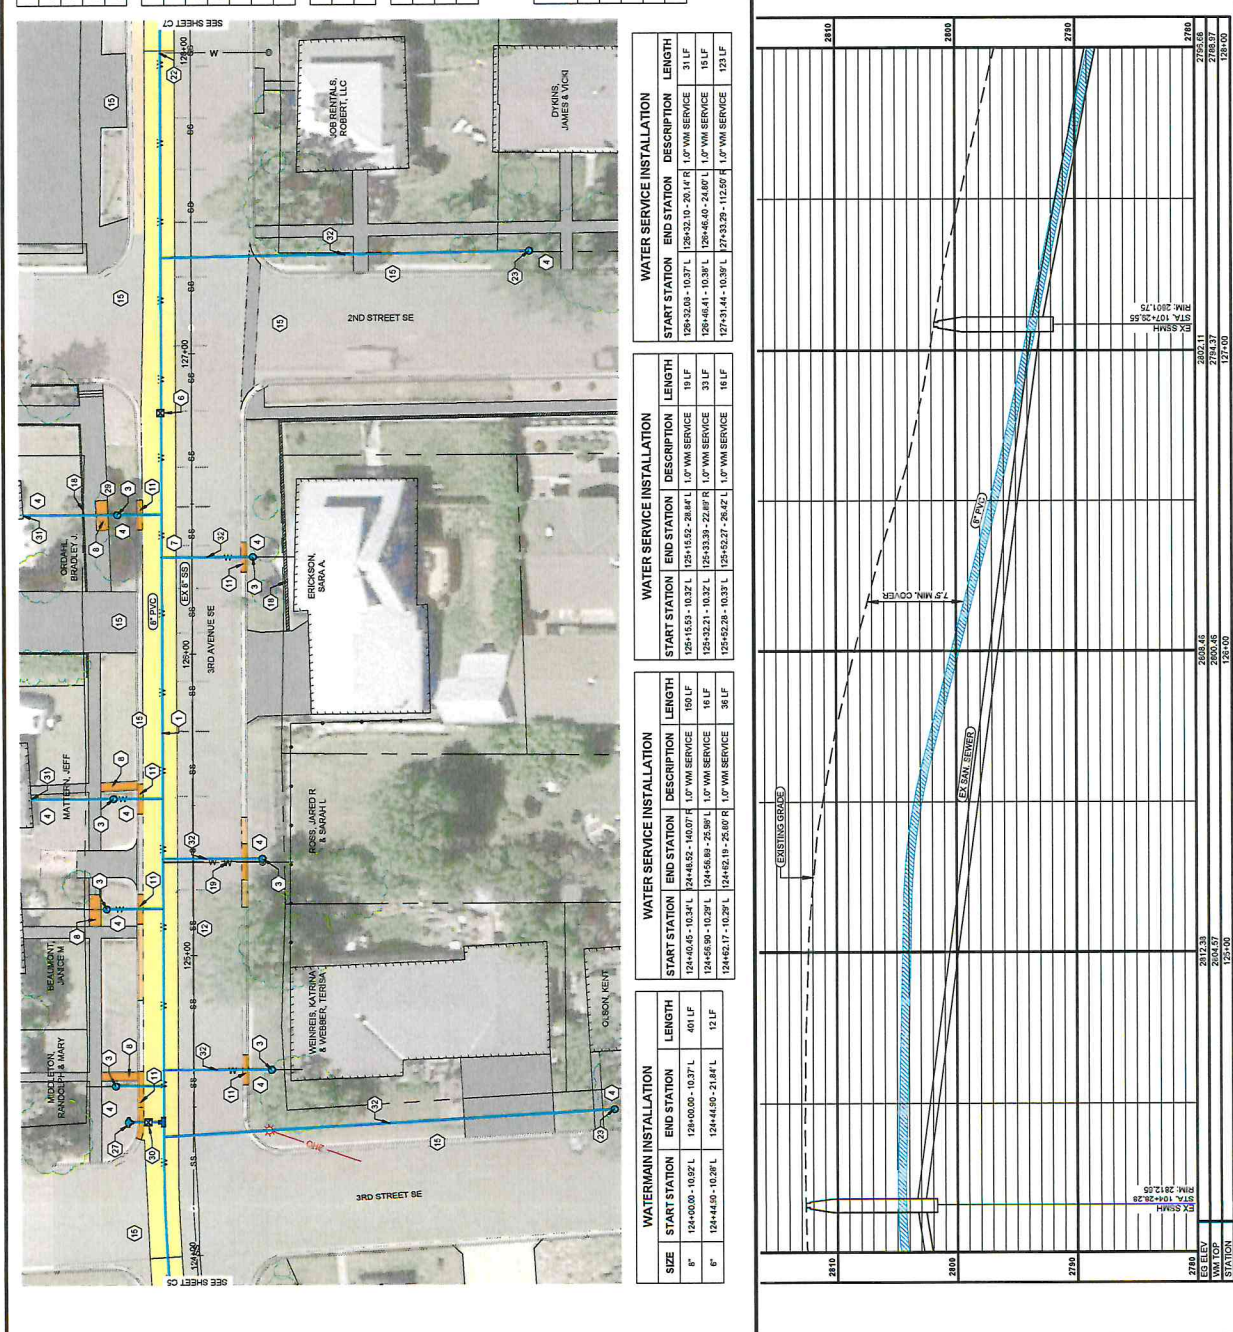 SEE SHEET C5
SEE SHEET C7
124+00
125+00
126+00
127+00
128+00
MIDDLETON,
RANDOLPH & MARY
BEAUMONT,
JANICE M
MATTERN, JEFF
ORDAHL,
BRADLEY J.
8" PVC
EX 8" SS
3RD AVENUE SE
3RD STREET SE
2ND STREET SE
OHE
WEINREIS, KATRINA
& WEBBER, TERISA
OLSON, KENT
ROSS, JARED R
& SARAH L
ERICKSON,
SARA A.
JOB RENTALS,
ROBERT, LLC
DYKINS,
JAMES & VICKI
WATERMAIN INSTALLATION
SIZE START STATION END STATION LENGTH
8" 124+00.00 - 10.92' L 128+00.00 - 10.37' L 401 LF
6" 124+44.90 - 10.28' L 124+44.90 - 21.84' L 12 LF
WATER SERVICE INSTALLATION
START STATION END STATION DESCRIPTION LENGTH
124+40.45 - 10.34' L 124+48.52 - 140.07' R 1.0" WM SERVICE 150 LF
124+56.90 - 10.29' L 124+56.89 - 25.98' L 1.0" WM SERVICE 16 LF
124+62.17 - 10.29' L 124+62.19 - 25.60' R 1.0" WM SERVICE 36 LF
WATER SERVICE INSTALLATION
START STATION END STATION DESCRIPTION LENGTH
125+15.53 - 10.32' L 125+15.52 - 28.84' L 1.0" WM SERVICE 19 LF
125+32.21 - 10.32' L 125+33.39 - 22.89' R 1.0" WM SERVICE 33 LF
125+52.28 - 10.33' L 125+52.27 - 26.42' L 1.0" WM SERVICE 16 LF
WATER SERVICE INSTALLATION
START STATION END STATION DESCRIPTION LENGTH
126+32.08 - 10.37' L 126+32.10 - 20.14' R 1.0" WM SERVICE 31 LF
126+46.41 - 10.38' L 126+46.40 - 24.80' L 1.0" WM SERVICE 15 LF
127+31.44 - 10.39' L 127+33.29 - 112.50' R 1.0" WM SERVICE 123 LF
2810
2800
2790
2780
2810
2800
2790
2780
EXISTING GRADE
7.5' MIN. COVER
8" PVC
EX SAN. SEWER
EX SSMH
STA. 104+28.28
RIM: 2812.65
EX SSMH
STA. 107+29.55
RIM: 2801.75
EG ELEV 2812.38 2808.46 2802.11 2795.66
WM TOP 2804.57 2800.46 2794.37 2788.97
STATION 125+00 126+00 127+00 128+00